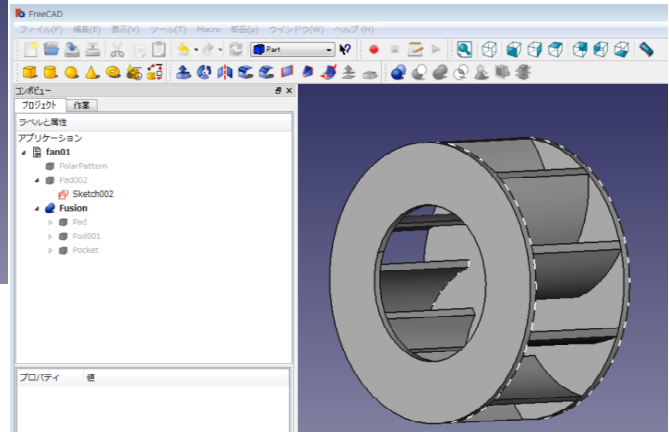 FreeCAD
ファイル(F) 編集(E) 表示(V) ツール(T) Macro 部品(p) ウインドウ(W) ヘルプ(H)
Part
コンボビュー
プロジェクト 作業
ラベルと属性
アプリケーション
fan01
PolarPattern
Pad002
Sketch002
Fusion
Pad
Pad001
Pocket
プロパティ 値